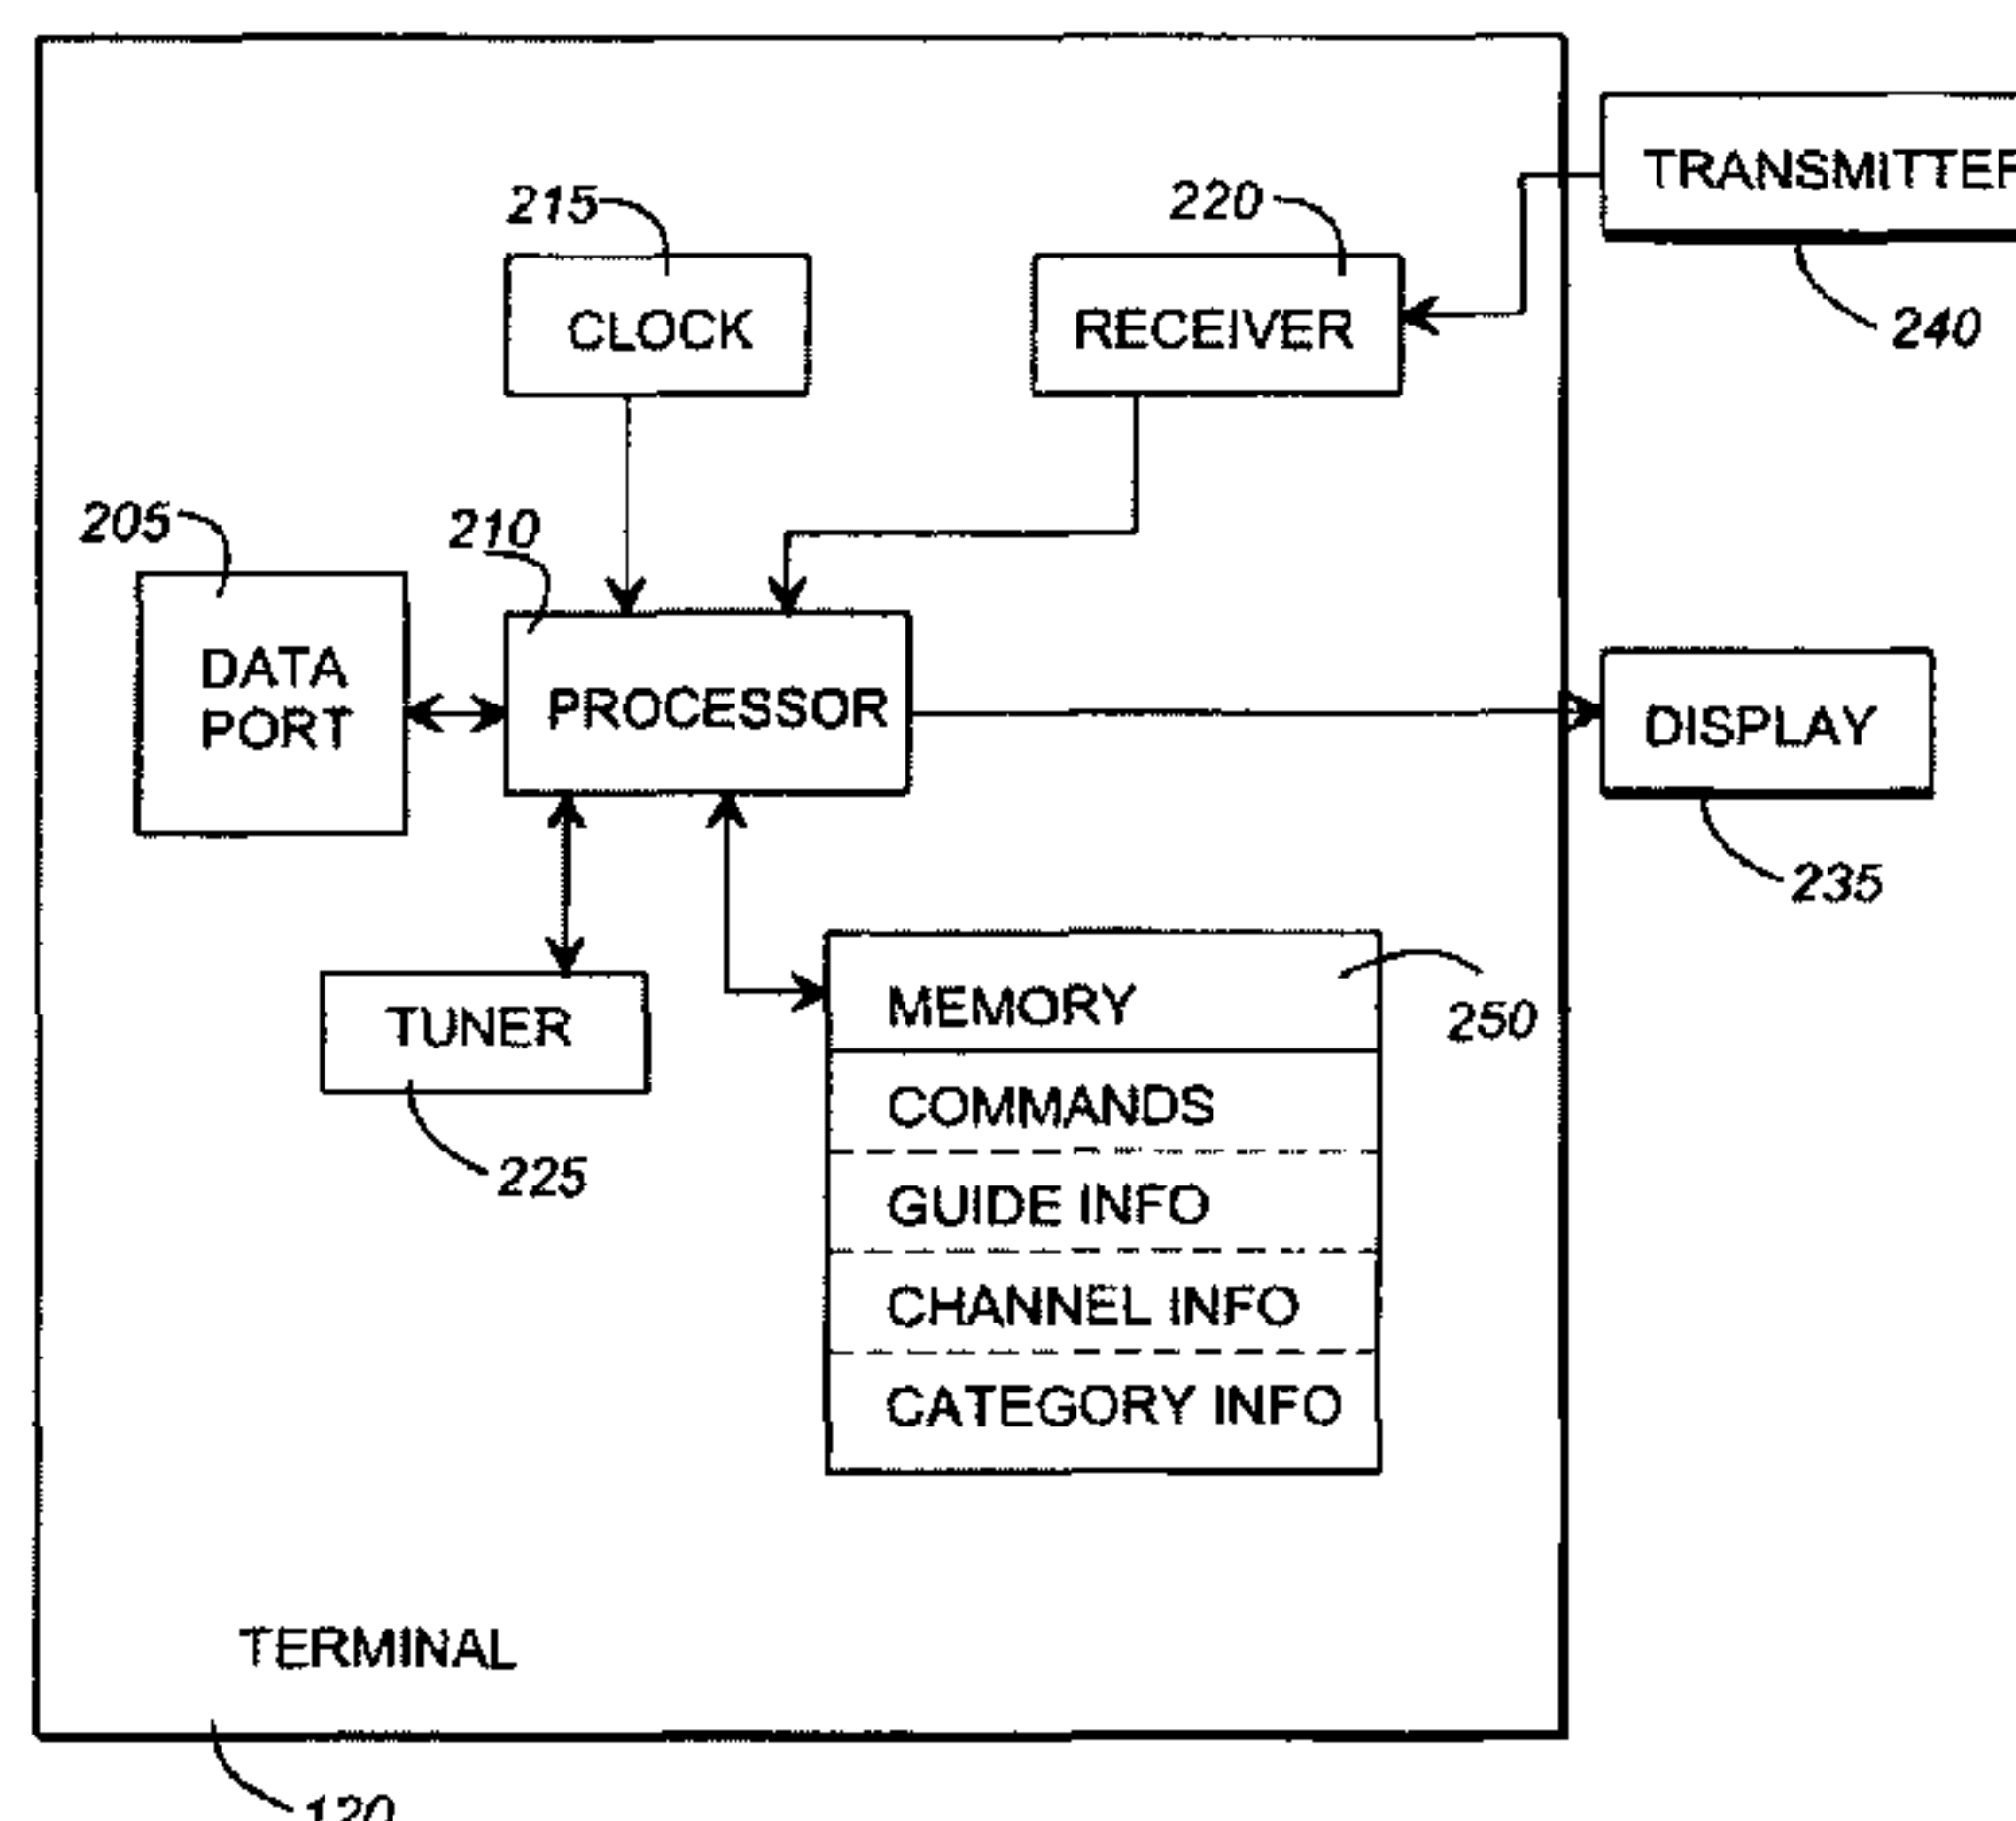 TRANSMITTER
215
220
CLOCK
RECEIVER
240
205
210
DATA
PORT
PROCESSOR
DISPLAY
235
TUNER
MEMORY
250
COMMANDS
225
GUIDE INFO
CHANNEL INFO
CATEGORY INFO
TERMINAL
120